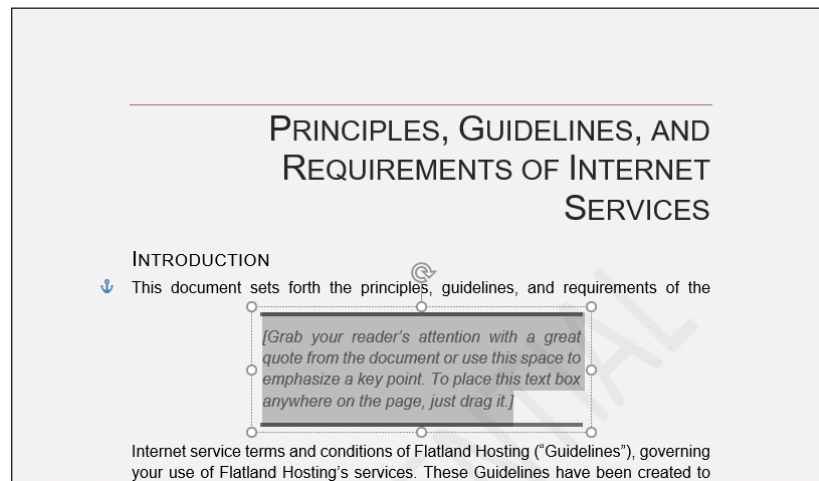 PRINCIPLES, GUIDELINES, AND
REQUIREMENTS OF INTERNET
SERVICES
INTRODUCTION
This document sets forth the principles, guidelines, and requirements of the
[Grab your reader's attention with a great
quote from the document or use this space to
emphasize a key point. To place this text box
anywhere on the page, just drag it.]
Internet service terms and conditions of Flatland Hosting (“Guidelines”), governing
your use of Flatland Hosting's services. These Guidelines have been created to